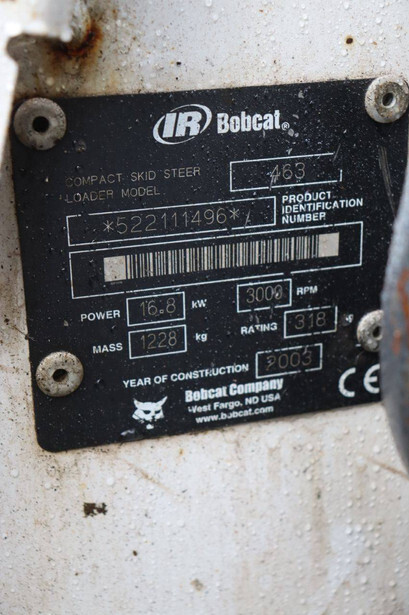 IR Bobcat®
COMPACT SKID STEER
LOADER MODEL 463
*522111496*
PRODUCT
IDENTIFICATION
NUMBER
POWER 16.8 kW 3000 RPM
MASS 1228 kg RATING 318
YEAR OF CONSTRUCTION 2005
Bobcat Company
West Fargo, ND USA
www.bobcat.com
CE